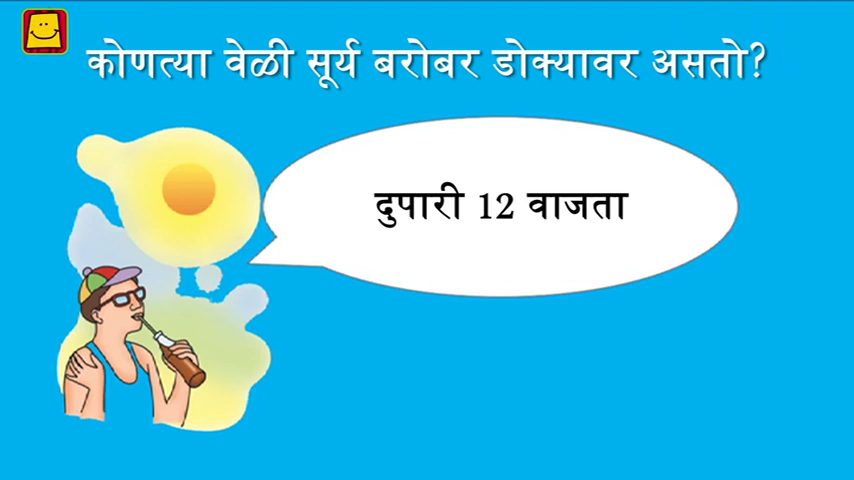 कोणत्या वेळी सूर्य बरोबर डोक्यावर असतो?
दुपारी 12 वाजता